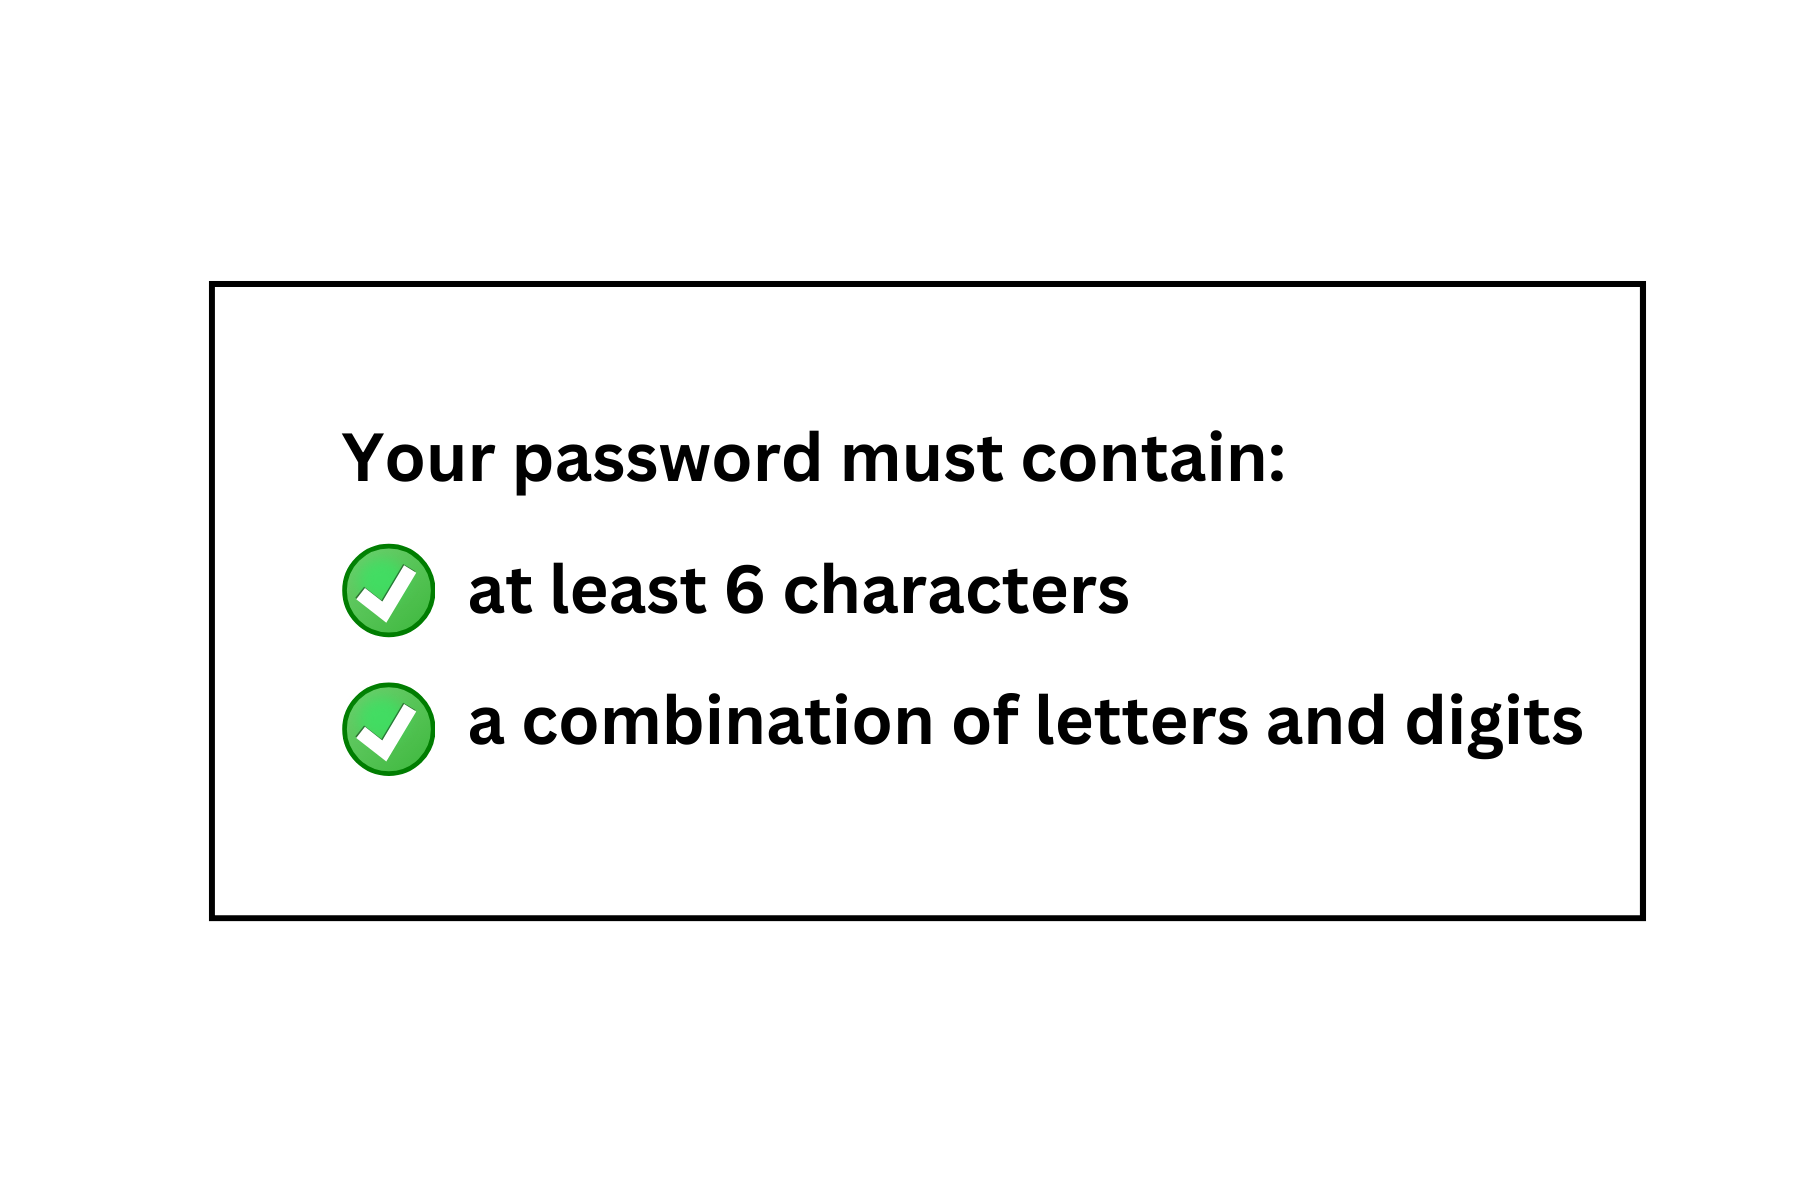 Your password must contain:
at least 6 characters
a combination of letters and digits